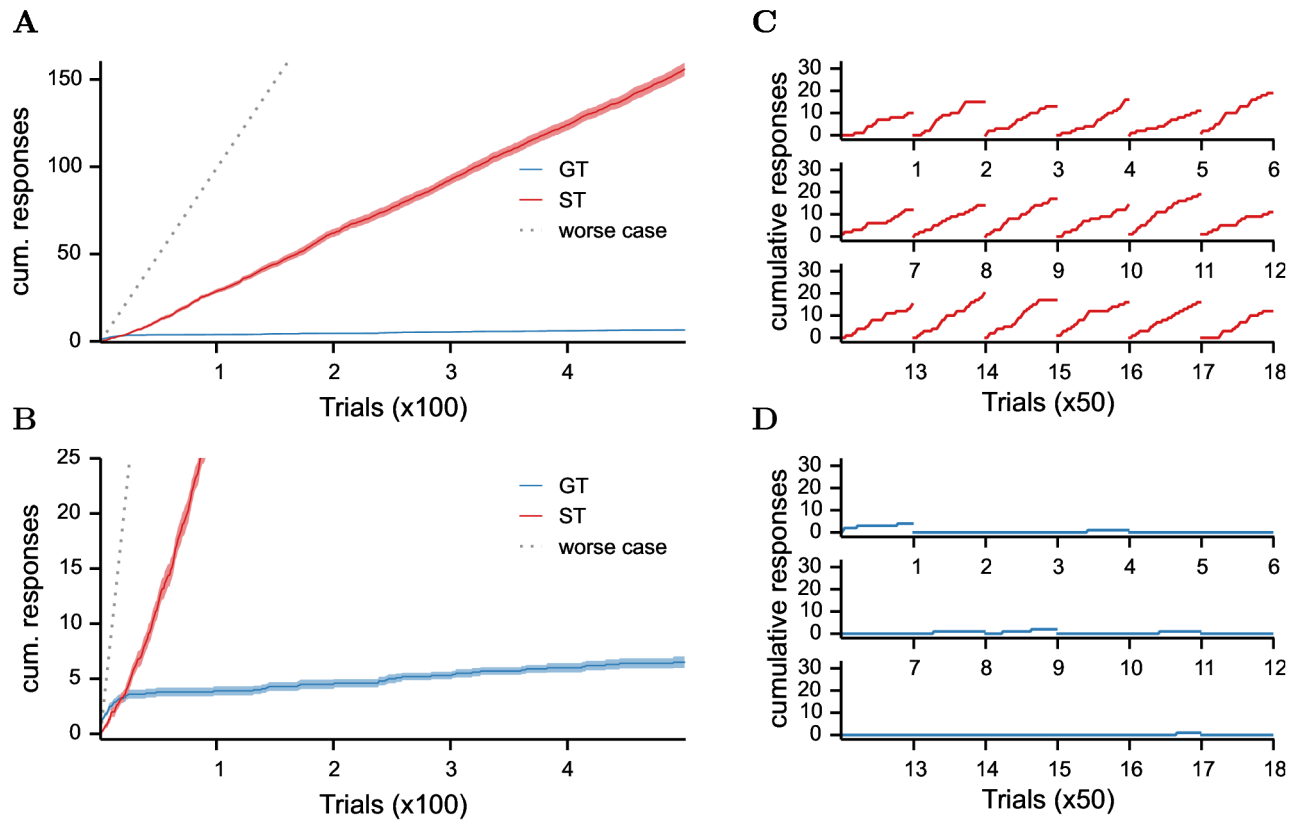 A
cum. responses
150
100
50
0
GT
ST
worse case
1 2 3 4
Trials (x100)
B
cum. responses
25
20
15
10
5
0
GT
ST
worse case
1 2 3 4
Trials (x100)
C
cumulative responses
30
20
10
0
1 2 3 4 5 6
30
20
10
0
7 8 9 10 11 12
30
20
10
0
13 14 15 16 17 18
Trials (x50)
D
cumulative responses
30
20
10
0
1 2 3 4 5 6
30
20
10
0
7 8 9 10 11 12
30
20
10
0
13 14 15 16 17 18
Trials (x50)